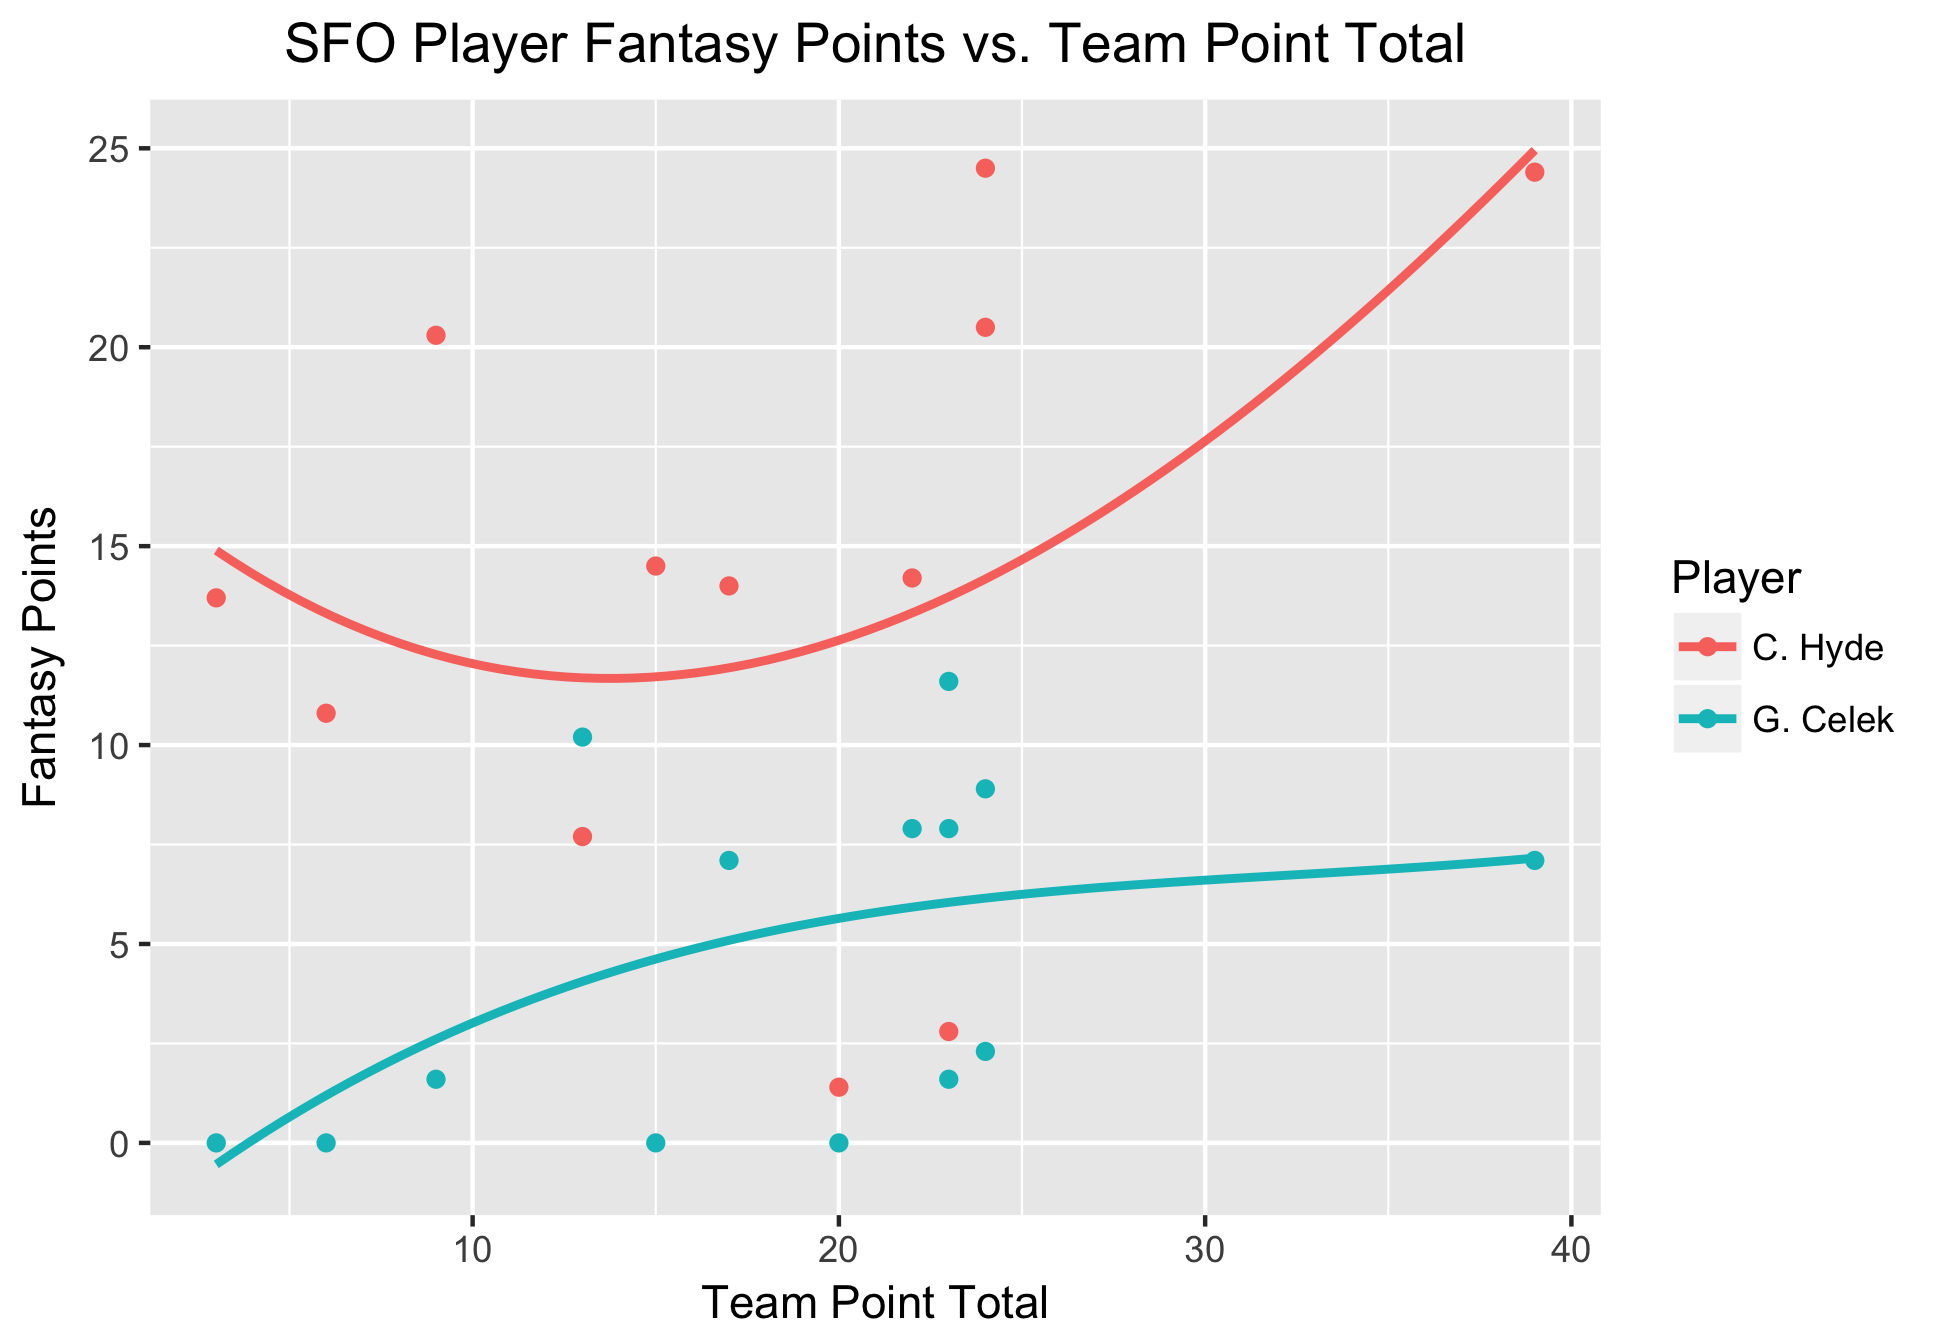 SFO Player Fantasy Points vs. Team Point Total
25
20
15
10
5
0
Fantasy Points
10 20 30 40
Team Point Total
Player
C. Hyde
G. Celek